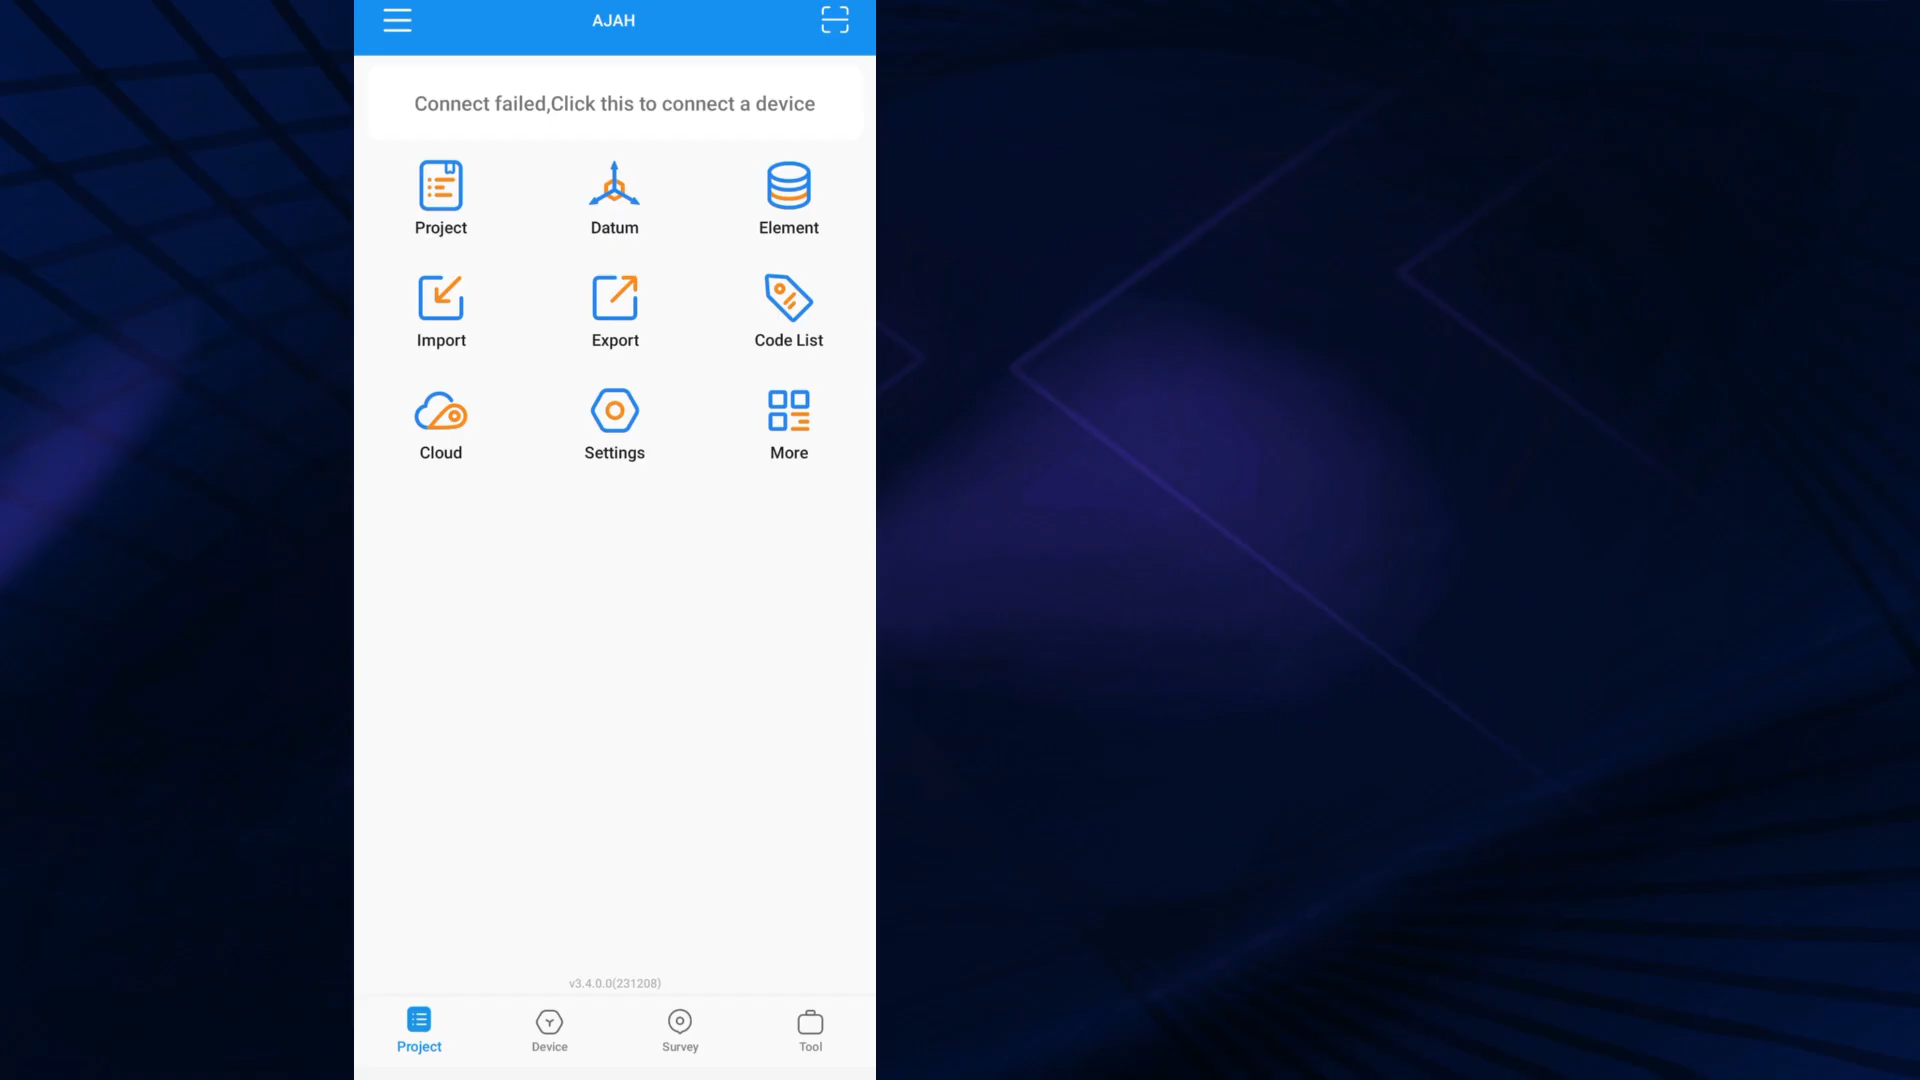 AJAH
Connect failed,Click this to connect a device
Project
Datum
Element
Import
Export
Code List
Cloud
Settings
More
v3.4.0.0(231208)
Project
Device
Survey
Tool